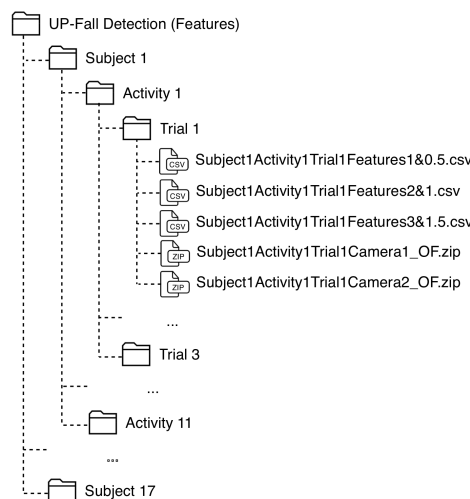 UP-Fall Detection (Features)
Subject 1
Activity 1
Trial 1
CSV Subject1Activity1Trial1Features1&0.5.csv
CSV Subject1Activity1Trial1Features2&1.csv
CSV Subject1Activity1Trial1Features3&1.5.csv
ZIP Subject1Activity1Trial1Camera1_OF.zip
ZIP Subject1Activity1Trial1Camera2_OF.zip
...
Trial 3
...
Activity 11
...
Subject 17